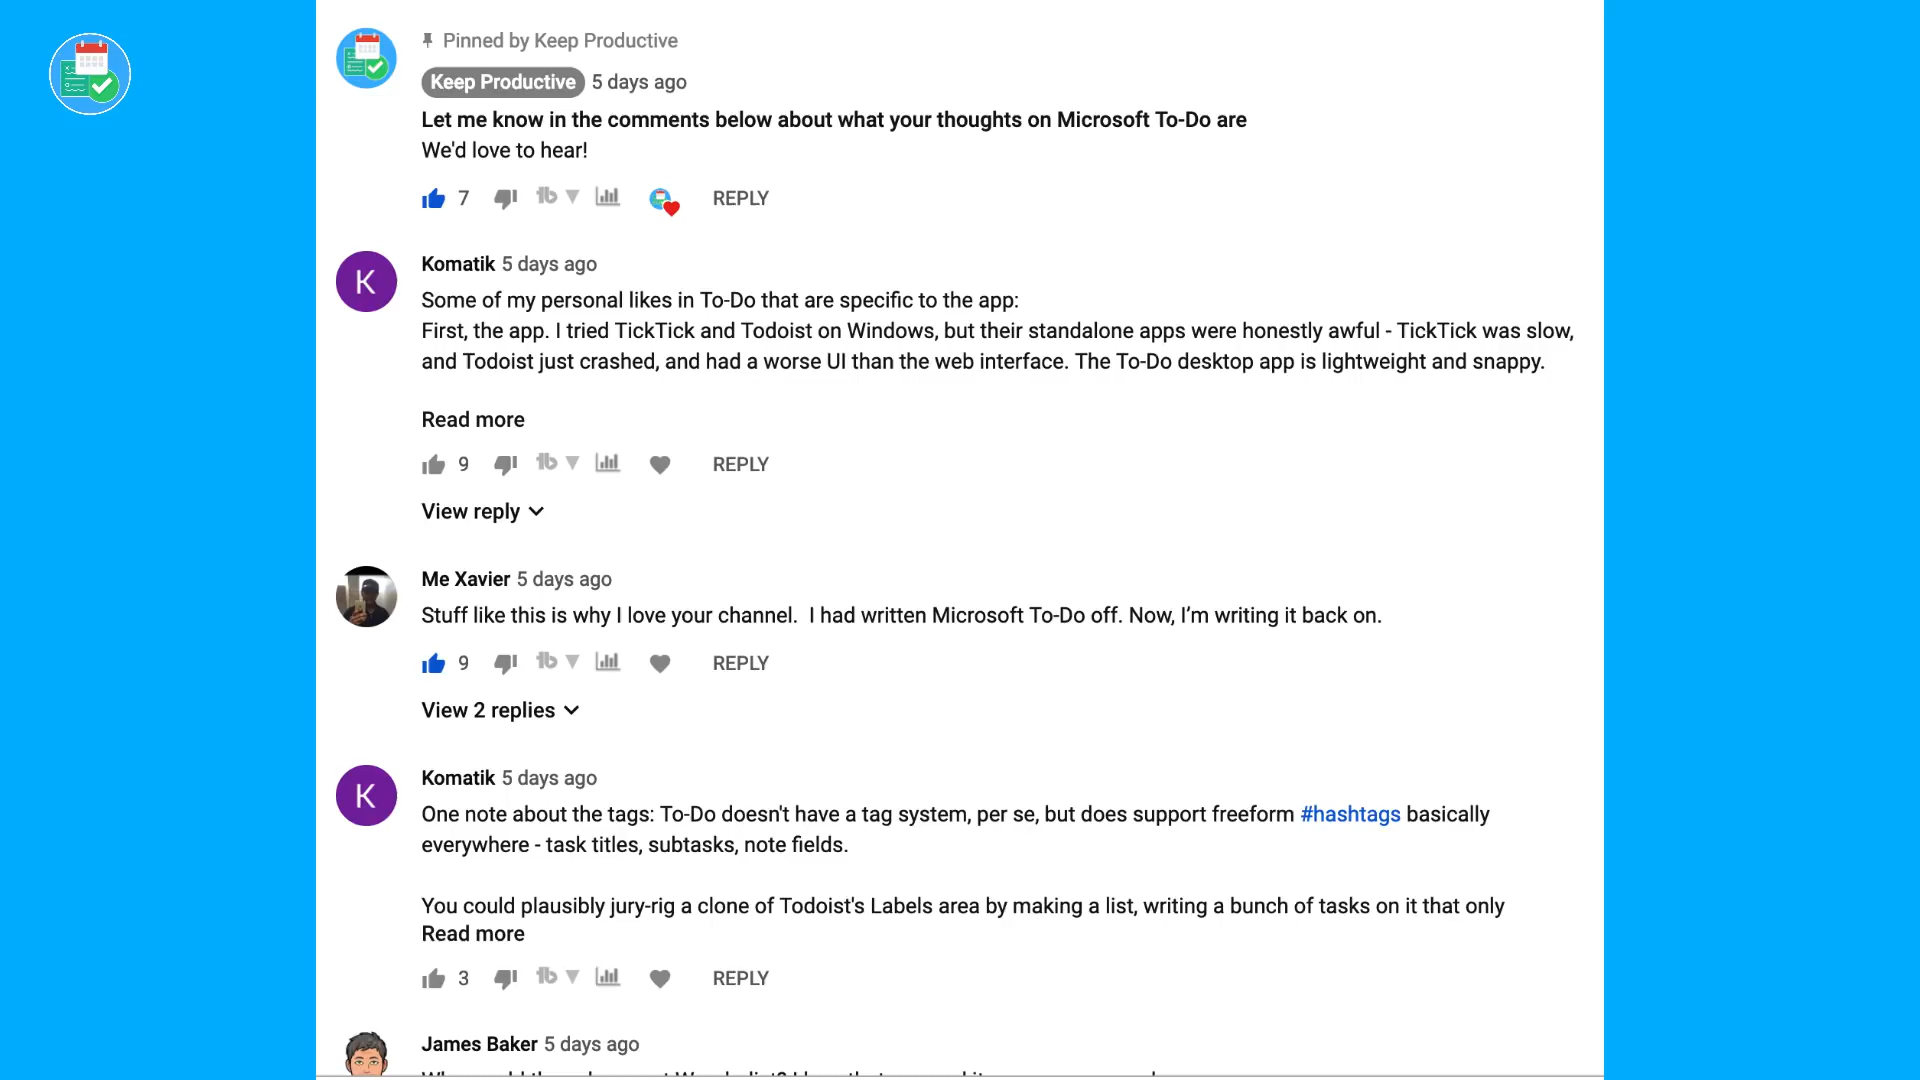 Pinned by Keep Productive
Keep Productive 5 days ago
Let me know in the comments below about what your thoughts on Microsoft To-Do are
We'd love to hear!
7 REPLY
K
Komatik 5 days ago
Some of my personal likes in To-Do that are specific to the app:
First, the app. I tried TickTick and Todoist on Windows, but their standalone apps were honestly awful - TickTick was slow,
and Todoist just crashed, and had a worse UI than the web interface. The To-Do desktop app is lightweight and snappy.
Read more
9 REPLY
View reply
Me Xavier 5 days ago
Stuff like this is why I love your channel.  I had written Microsoft To-Do off. Now, I’m writing it back on.
9 REPLY
View 2 replies
K
Komatik 5 days ago
One note about the tags: To-Do doesn't have a tag system, per se, but does support freeform #hashtags basically
everywhere - task titles, subtasks, note fields.
You could plausibly jury-rig a clone of Todoist's Labels area by making a list, writing a bunch of tasks on it that only
Read more
3 REPLY
James Baker 5 days ago